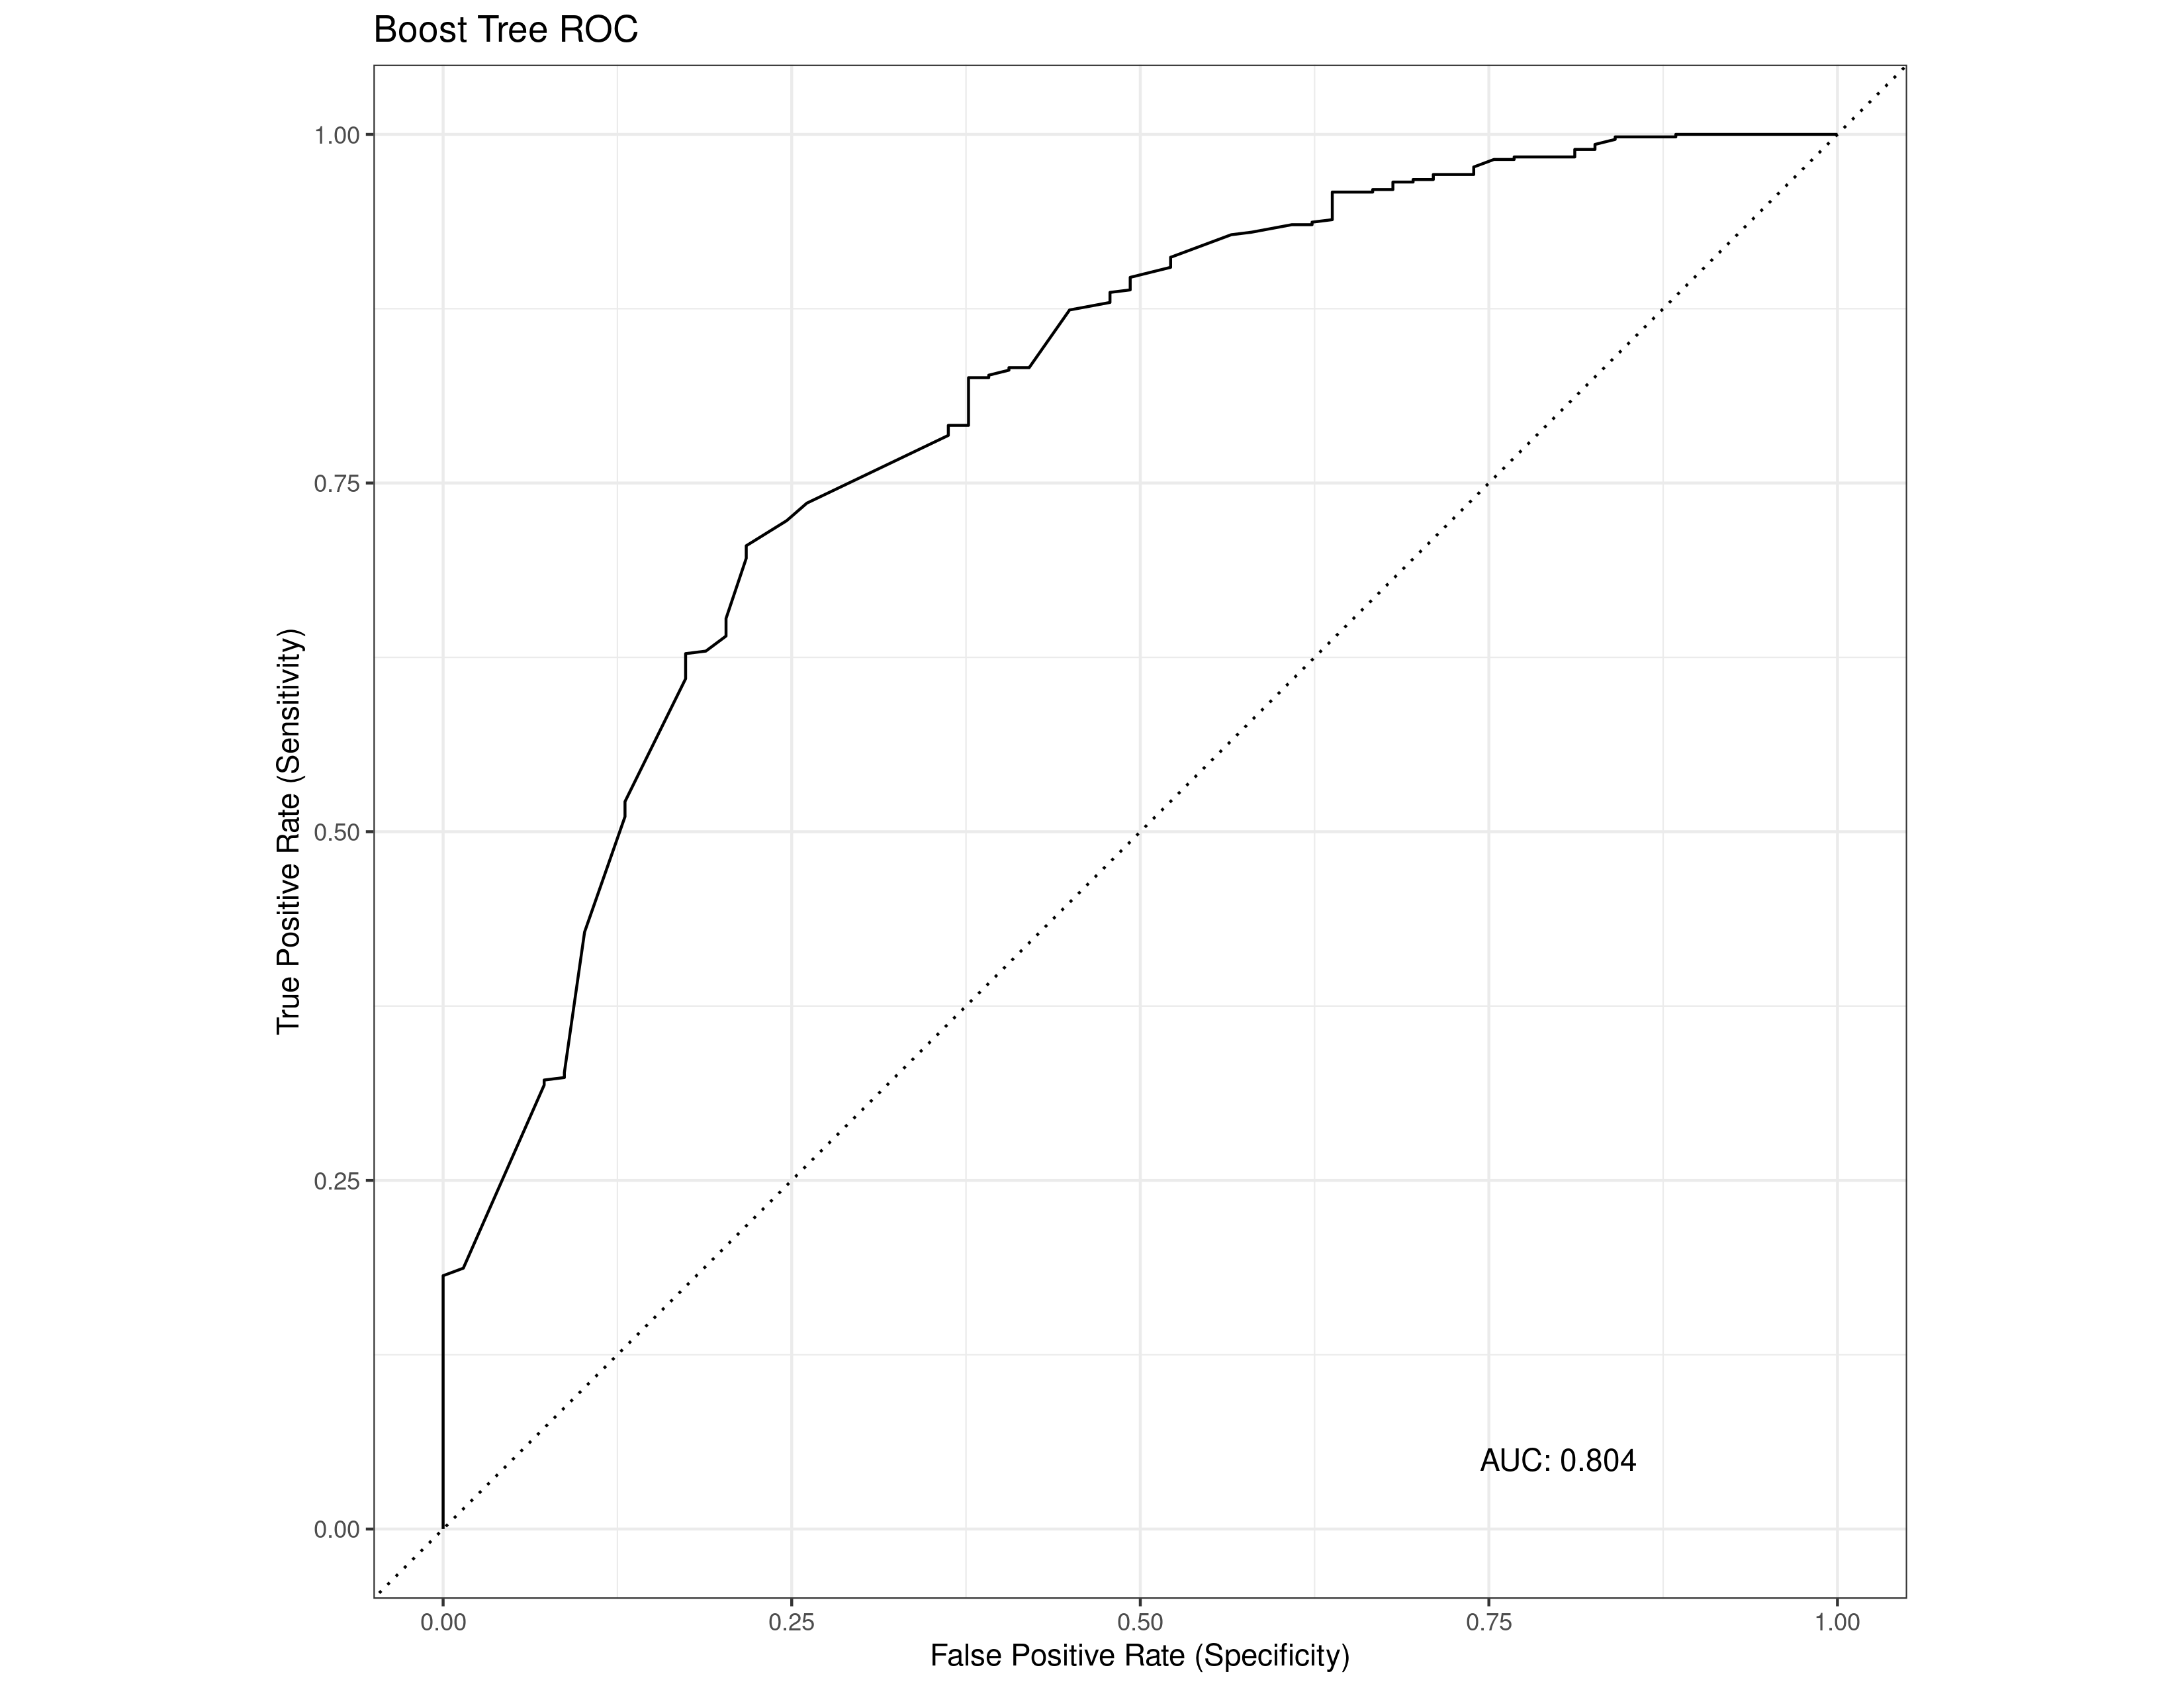 Boost Tree ROC
1.00
0.75
0.50
0.25
0.00
True Positive Rate (Sensitivity)
AUC: 0.804
0.00 0.25 0.50 0.75 1.00
False Positive Rate (Specificity)